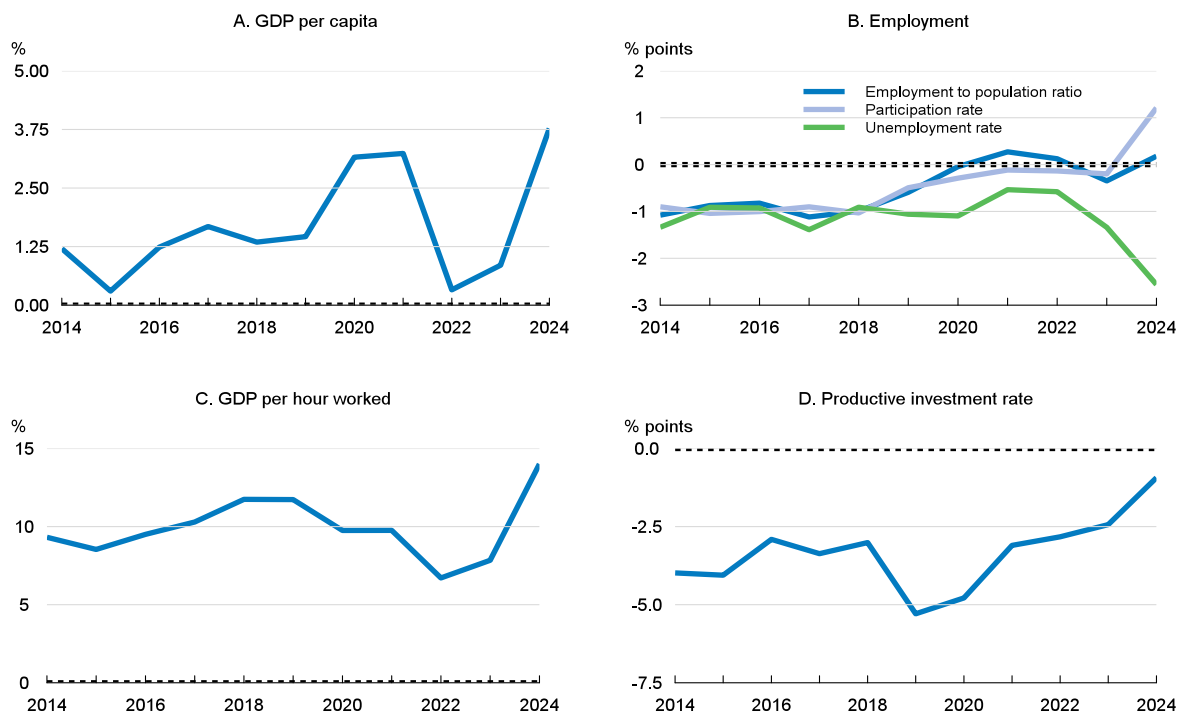 A. GDP per capita
%
5.00
3.75
2.50
1.25
0.00
2014 2016 2018 2020 2022 2024
B. Employment
% points
2
1
0
-1
-2
-3
Employment to population ratio
Participation rate
Unemployment rate
2014 2016 2018 2020 2022 2024
C. GDP per hour worked
%
15
10
5
0
2014 2016 2018 2020 2022 2024
D. Productive investment rate
% points
0.0
-2.5
-5.0
-7.5
2014 2016 2018 2020 2022 2024